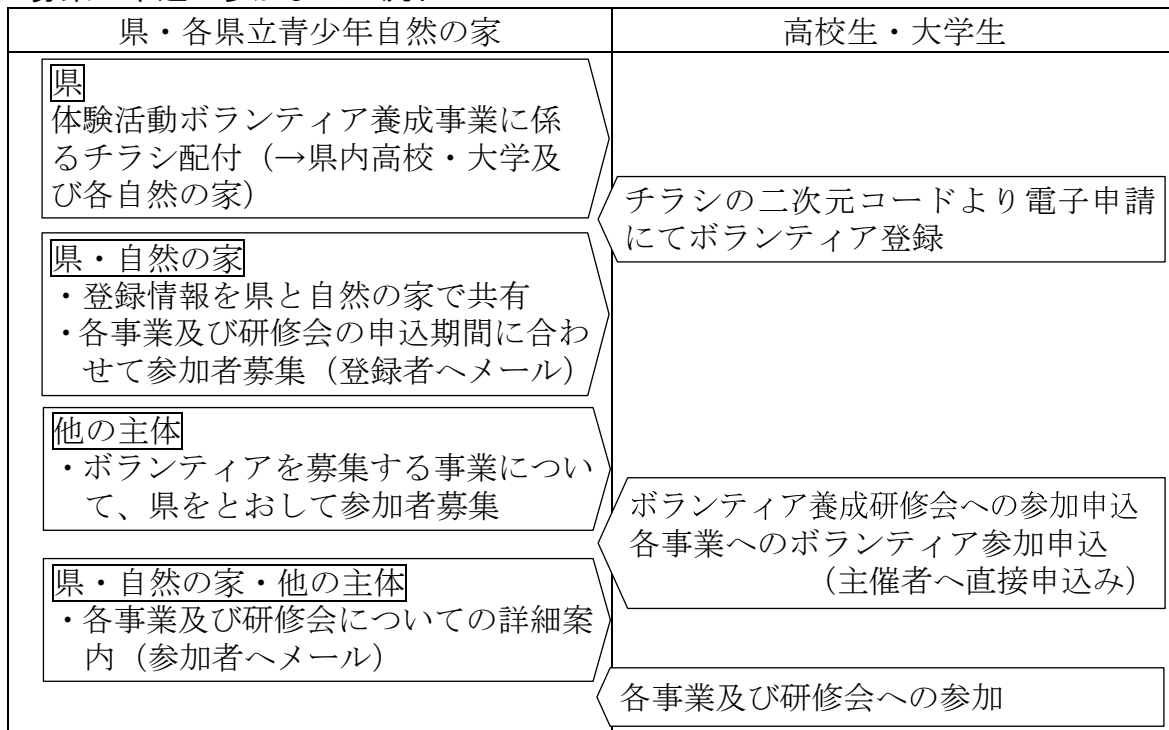 県・各県立青少年自然の家
高校生・大学生
県
体験活動ボランティア養成事業に係
るチラシ配付（→県内高校・大学及
び各自然の家）
チラシの二次元コードより電子申請
にてボランティア登録
県・自然の家
・登録情報を県と自然の家で共有
・各事業及び研修会の申込期間に合わ
せて参加者募集（登録者へメール）
他の主体
・ボランティアを募集する事業につい
て、県をとおして参加者募集
ボランティア養成研修会への参加申込
各事業へのボランティア参加申込
（主催者へ直接申込み）
県・自然の家・他の主体
・各事業及び研修会についての詳細案
内（参加者へメール）
各事業及び研修会への参加